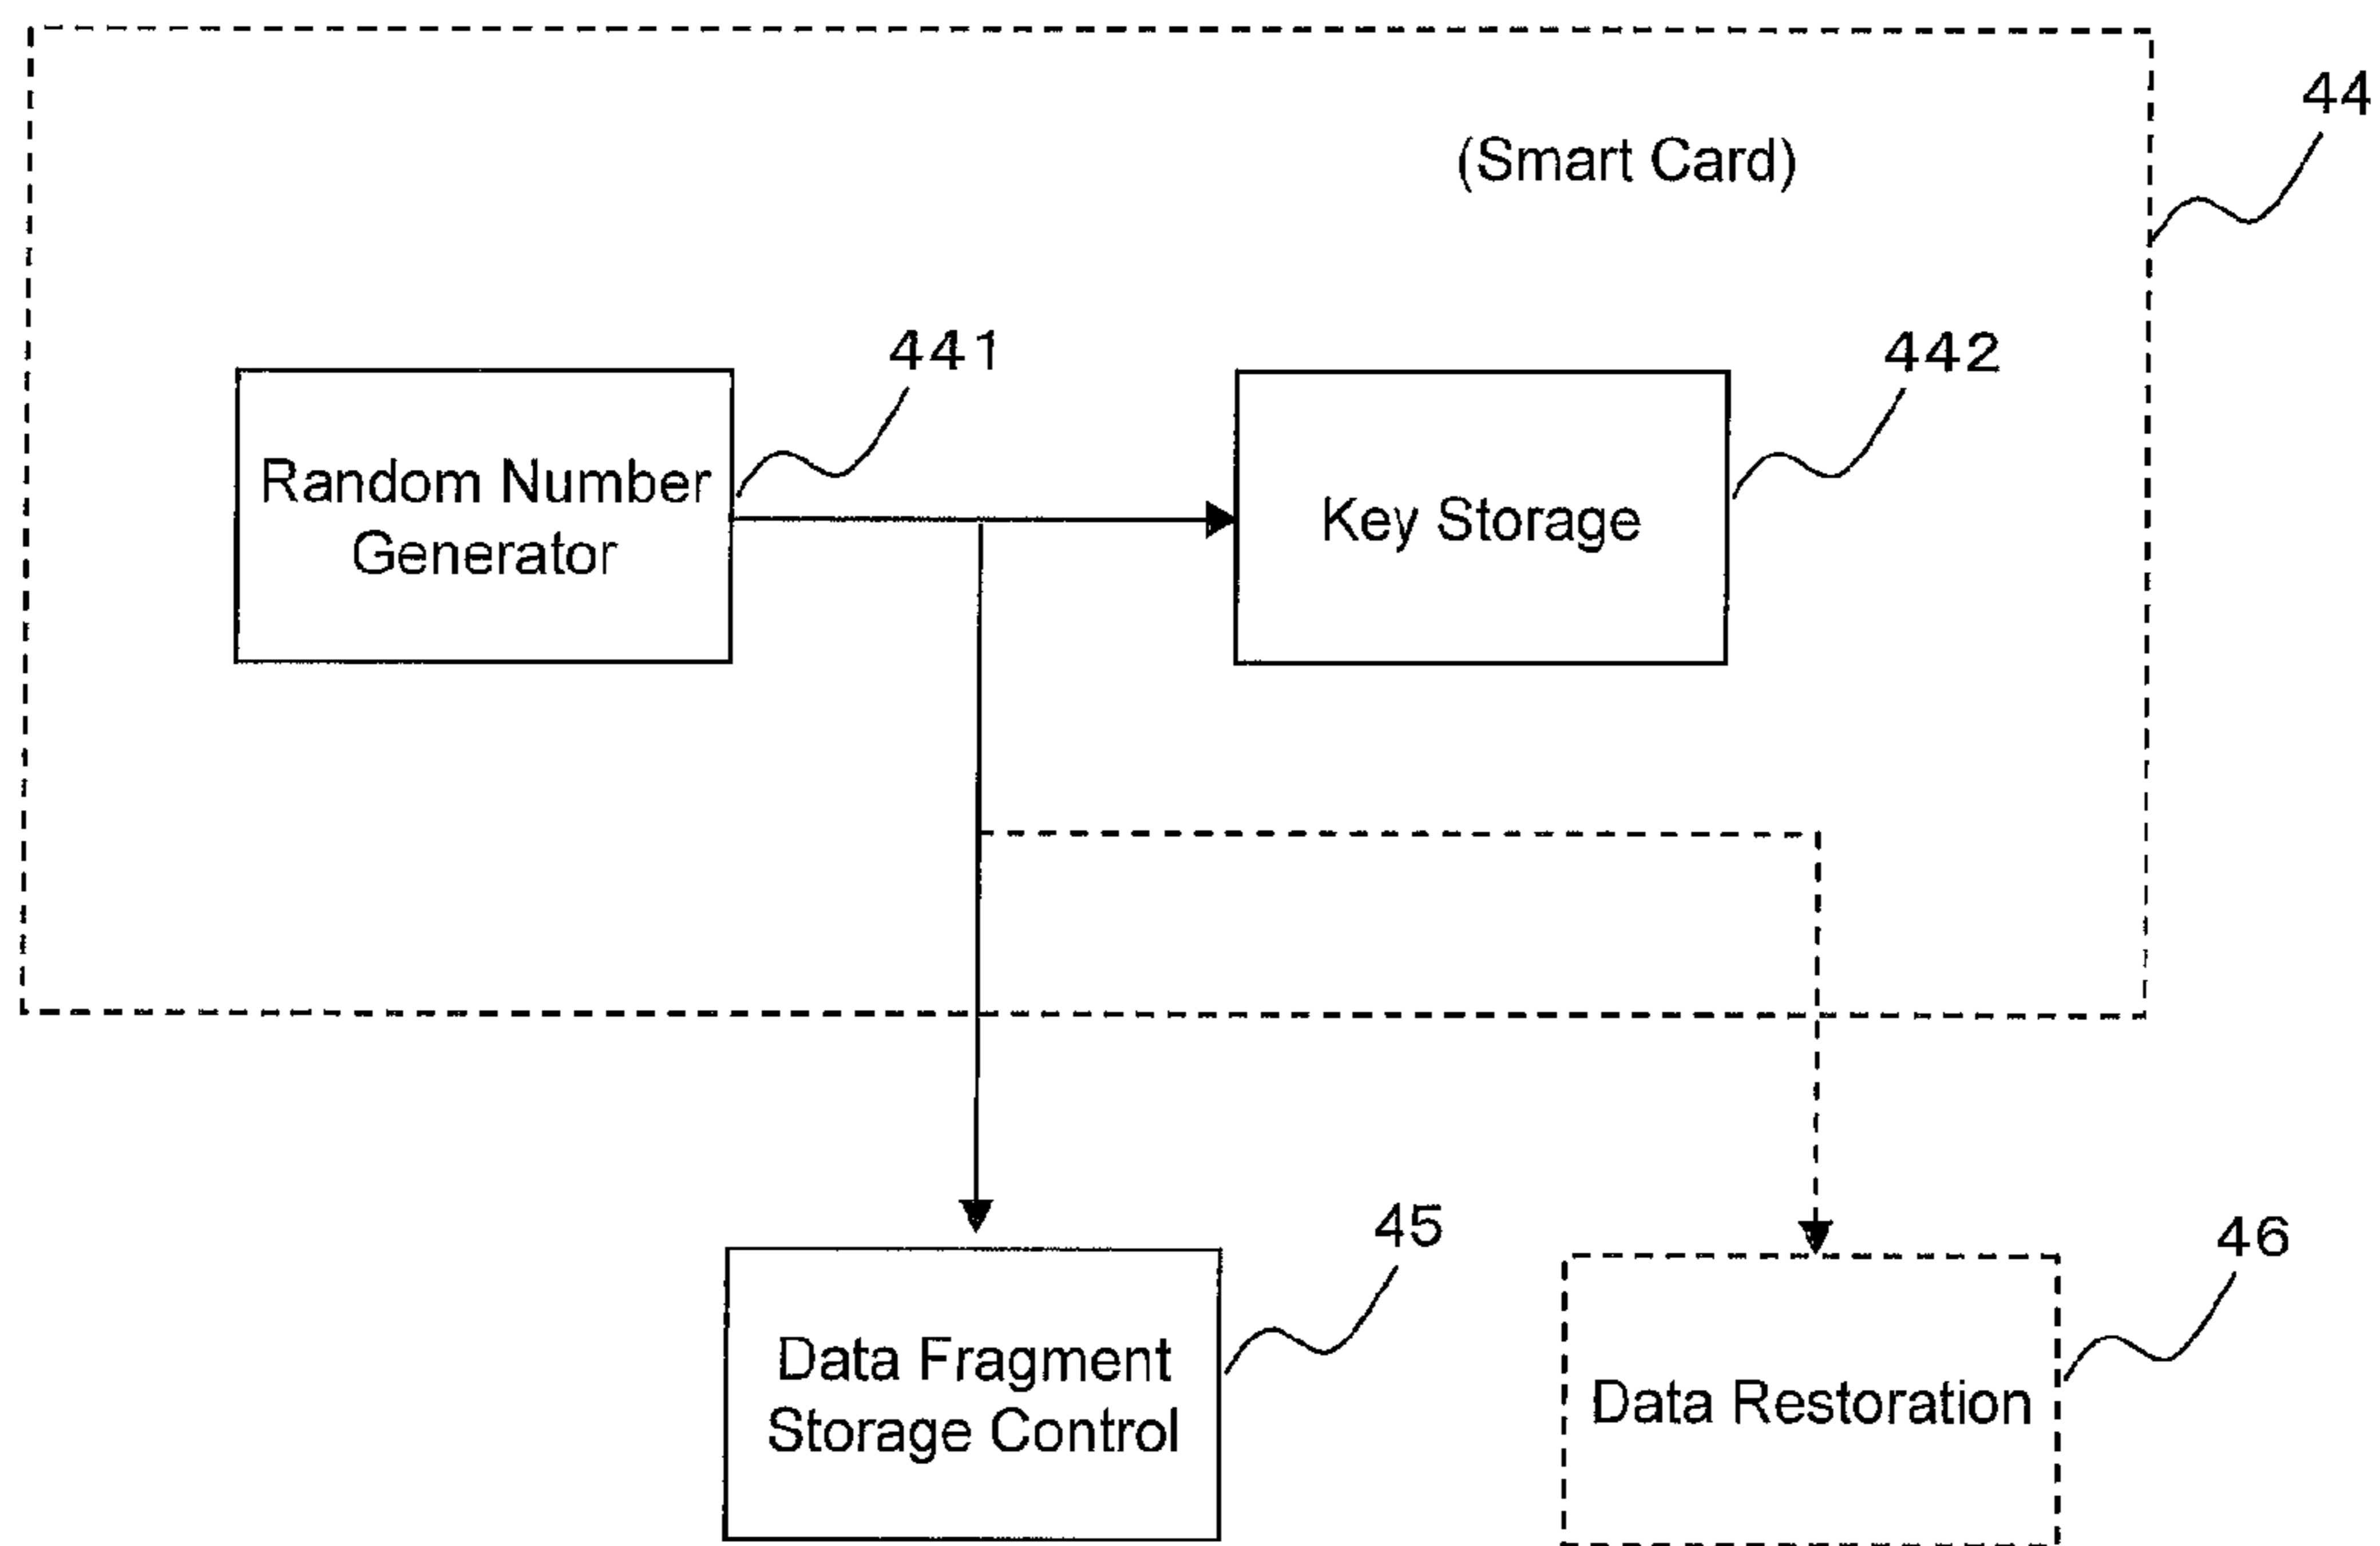 44
(Smart Card)
441
442
Random Number
Generator
Key Storage
45
46
Data Fragment
Storage Control
Data Restoration